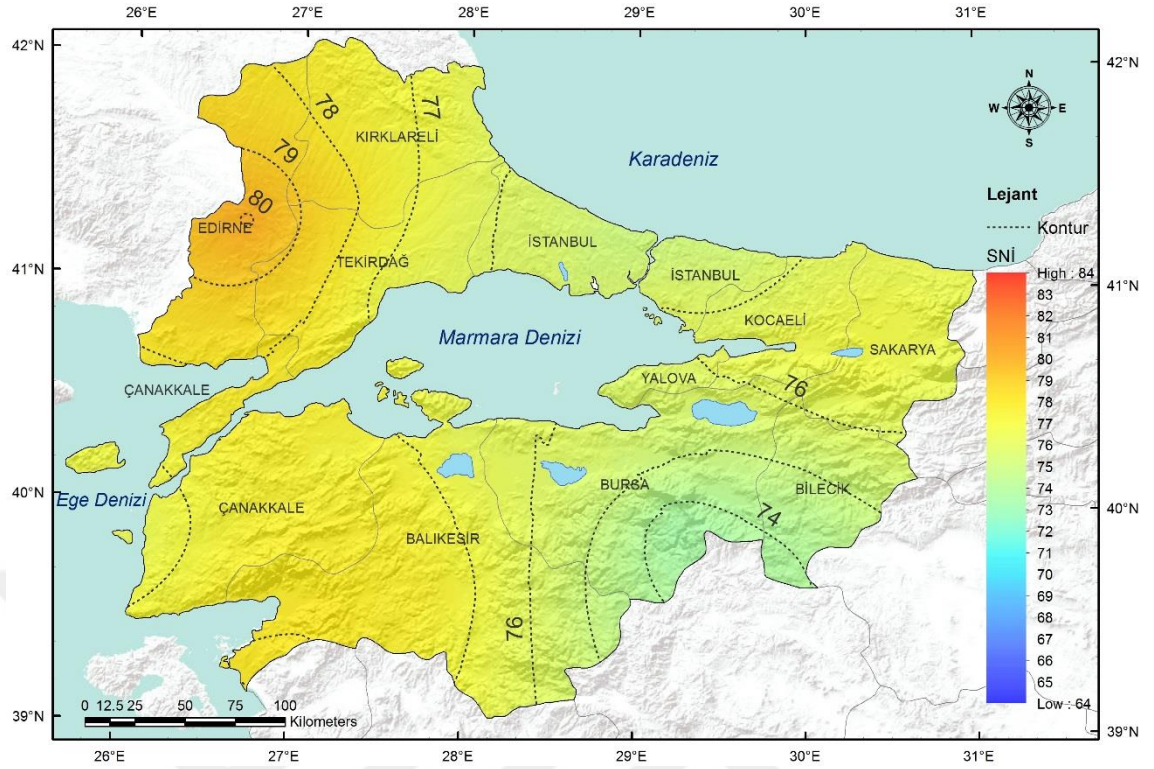 26°E 27°E 28°E 29°E 30°E 31°E
42°N 42°N
N
W E
S
78
77
KIRKLARELİ
79
Karadeniz
80
Lejant
EDİRNE
Kontur
İSTANBUL
SNİ
TEKİRDAĞ
41°N 41°N
İSTANBUL
High : 84
83
82
81
80
79
78
77
76
75
74
73
72
71
70
69
68
67
66
65
Low : 64
KOCAELİ
Marmara Denizi
SAKARYA
YALOVA
76
ÇANAKKALE
BURSA
BİLECİK
40°N 40°N
Ege Denizi
ÇANAKKALE
74
BALIKESİR
76
0 12.5 25 50 75 100
Kilometers
39°N 39°N
26°E 27°E 28°E 29°E 30°E 31°E